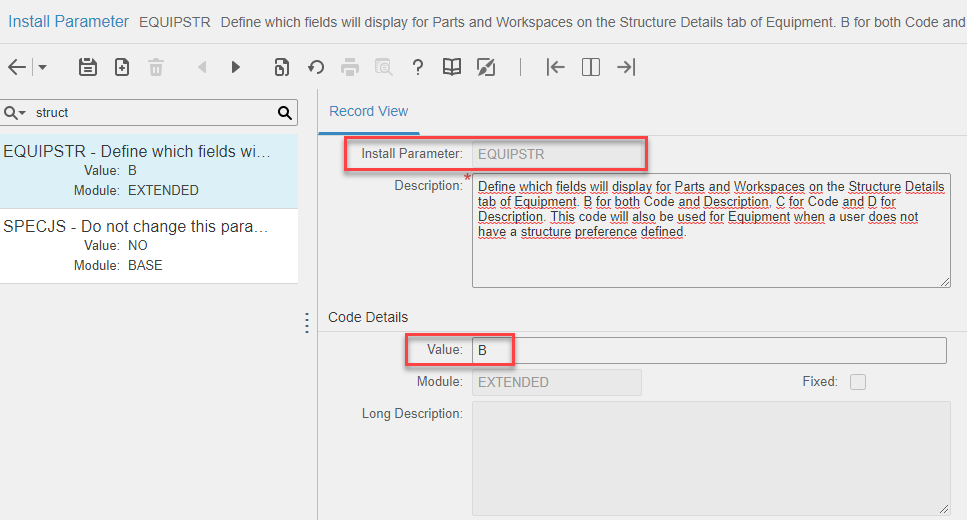 Install Parameter EQUIPSTR Define which fields will display for Parts and Workspaces on the Structure Details tab of Equipment. B for both Code and
struct
EQUIPSTR - Define which fields wi...
Value: B
Module: EXTENDED
SPECJS - Do not change this para...
Value: NO
Module: BASE
Record View
Install Parameter: EQUIPSTR
Description:* Define which fields will display for Parts and Workspaces on the Structure Details
tab of Equipment. B for both Code and Description, C for Code and D for
Description. This code will also be used for Equipment when a user does not
have a structure preference defined.
Code Details
Value: B
Module: EXTENDED Fixed:
Long Description: